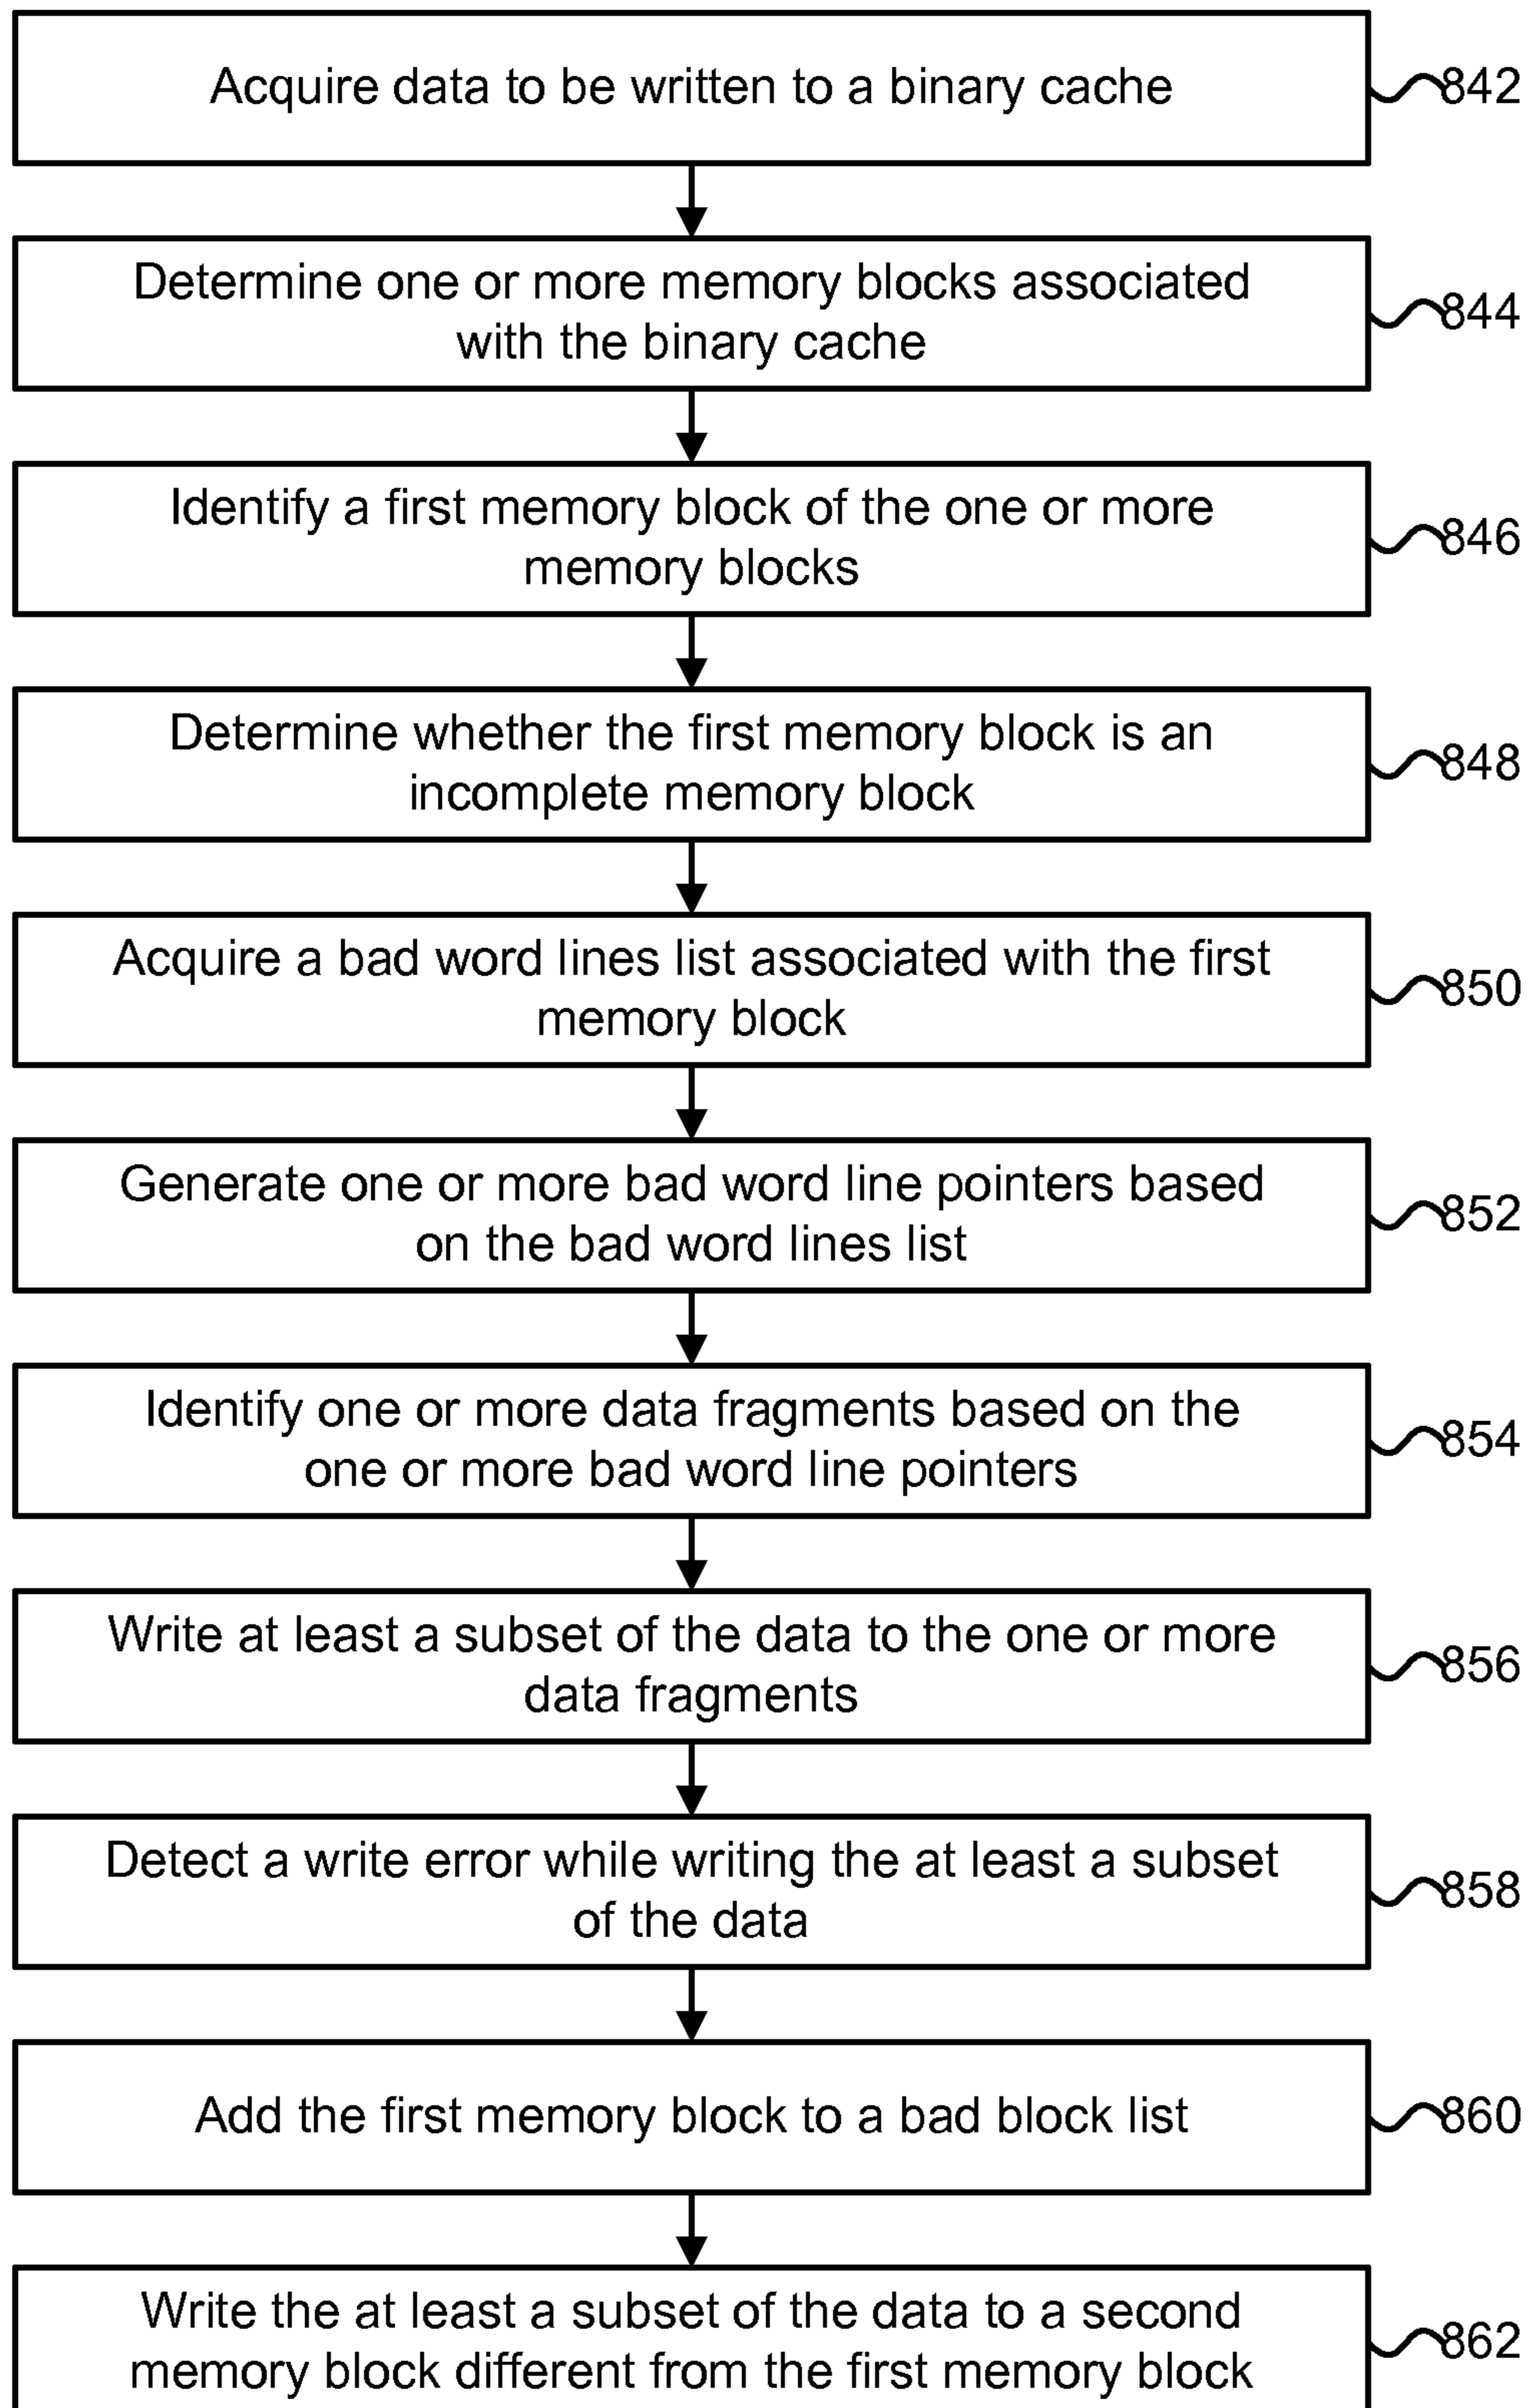 Acquire data to be written to a binary cache
842
Determine one or more memory blocks associated
with the binary cache
844
Identify a first memory block of the one or more
memory blocks
846
Determine whether the first memory block is an
incomplete memory block
848
Acquire a bad word lines list associated with the first
memory block
850
Generate one or more bad word line pointers based
on the bad word lines list
852
Identify one or more data fragments based on the
one or more bad word line pointers
854
Write at least a subset of the data to the one or more
data fragments
856
Detect a write error while writing the at least a subset
of the data
858
Add the first memory block to a bad block list
860
Write the at least a subset of the data to a second
memory block different from the first memory block
862